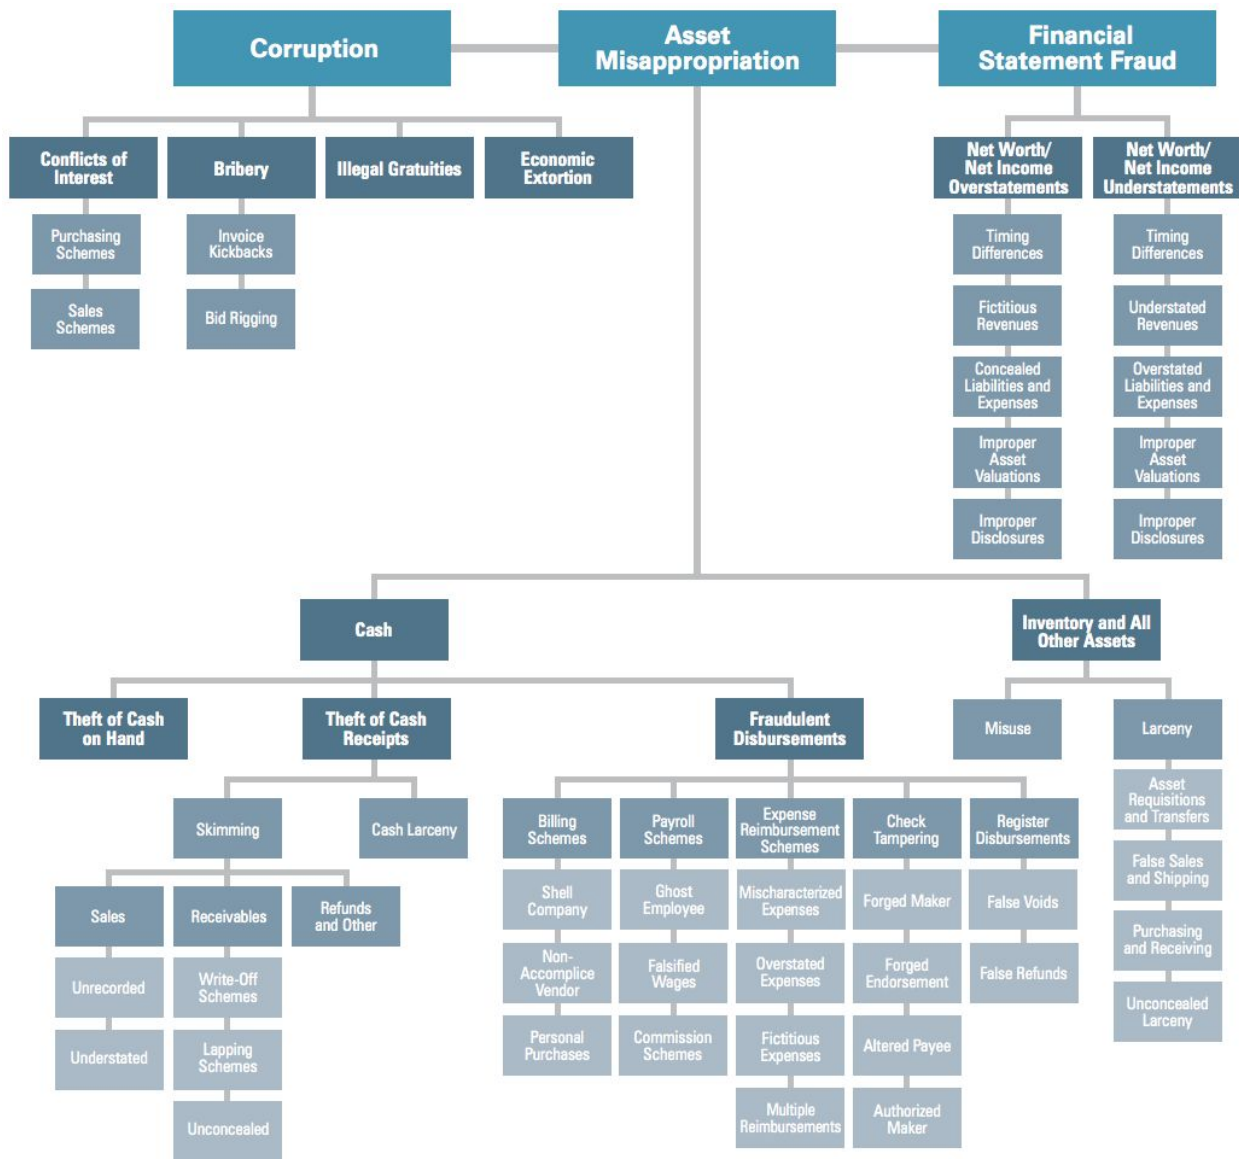 Corruption
Asset
Misappropriation
Financial
Statement Fraud
Conflicts of
Interest
Bribery
Illegal Gratuities
Economic
Extortion
Net Worth/
Net Income
Overstatements
Net Worth/
Net Income
Understatements
Purchasing
Schemes
Invoice
Kickbacks
Timing
Differences
Timing
Differences
Sales
Schemes
Bid Rigging
Fictitious
Revenues
Understated
Revenues
Concealed
Liabilities and
Expenses
Overstated
Liabilities and
Expenses
Improper
Asset
Valuations
Improper
Asset
Valuations
Improper
Disclosures
Improper
Disclosures
Cash
Inventory and All
Other Assets
Theft of Cash
on Hand
Theft of Cash
Receipts
Fraudulent
Disbursements
Misuse
Larceny
Skimming
Cash Larceny
Billing
Schemes
Payroll
Schemes
Expense
Reimbursement
Schemes
Check
Tampering
Register
Disbursements
Asset
Requisitions
and Transfers
Sales
Receivables
Refunds
and Other
Shell
Company
Ghost
Employee
Mischaracterized
Expenses
Forged Maker
False Voids
False Sales
and Shipping
Unrecorded
Write-Off
Schemes
Non-
Accomplice
Vendor
Falsified
Wages
Overstated
Expenses
Forged
Endorsement
False Refunds
Purchasing
and Receiving
Understated
Lapping
Schemes
Personal
Purchases
Commission
Schemes
Fictitious
Expenses
Altered Payee
Unconcealed
Larceny
Unconcealed
Multiple
Reimbursements
Authorized
Maker